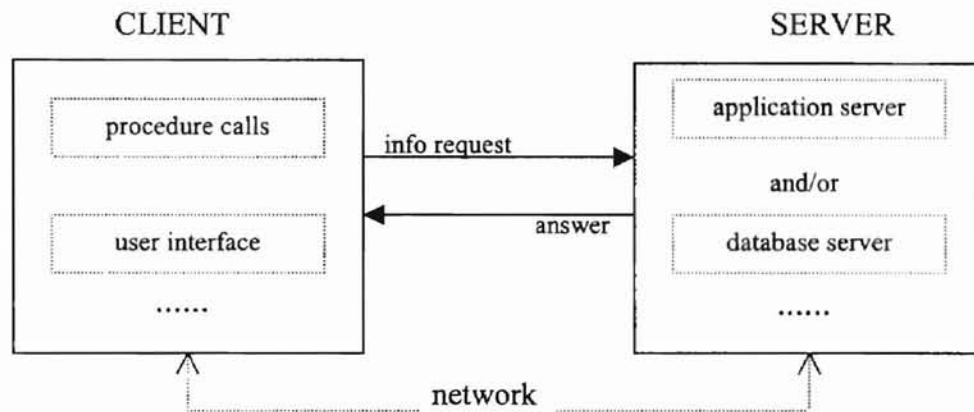 CLIENT
SERVER
procedure calls
application server
info request
and/or
answer
user interface
database server
......
......
network